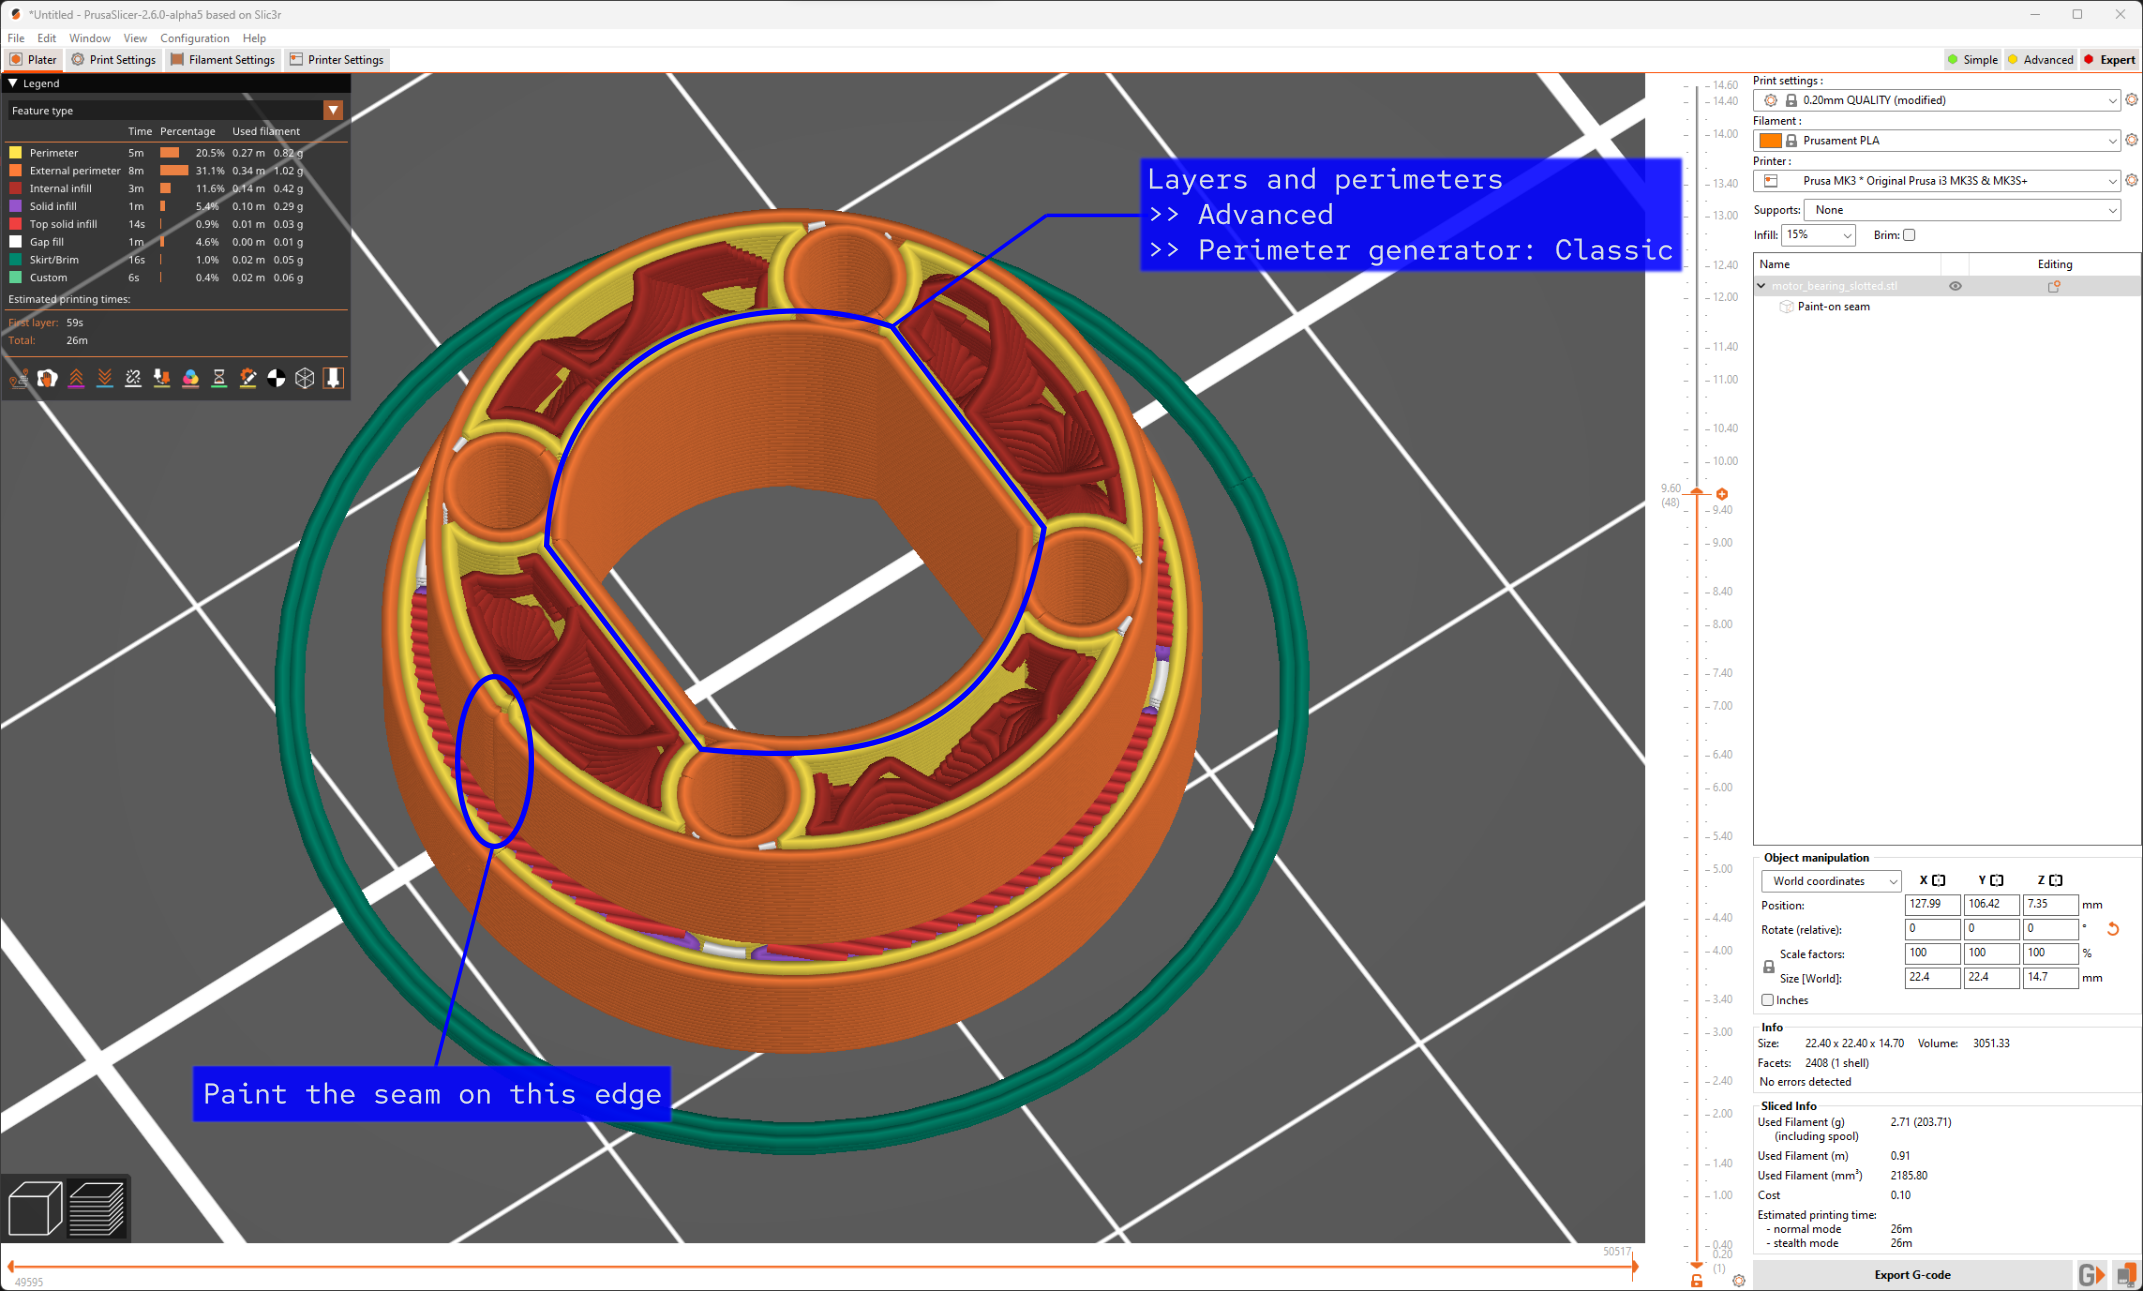 *Untitled - PrusaSlicer-2.6.0-alpha5 based on Slic3r
File Edit Window View Configuration Help
Plater Print Settings Filament Settings Printer Settings
Simple Advanced Expert
Legend
Feature type
Time Percentage Used filament
Perimeter 5m 20.5% 0.27 m 0.82 g
External perimeter 8m 31.1% 0.34 m 1.02 g
Internal infill 3m 11.6% 0.14 m 0.42 g
Solid infill 1m 5.4% 0.10 m 0.29 g
Top solid infill 14s 0.9% 0.01 m 0.03 g
Gap fill 1m 4.6% 0.00 m 0.01 g
Skirt/Brim 16s 1.0% 0.02 m 0.05 g
Custom 6s 0.4% 0.02 m 0.06 g
Estimated printing times:
First layer: 59s
Total: 26m
Layers and perimeters
>> Advanced
>> Perimeter generator: Classic
Paint the seam on this edge
49595
50517
14.60
14.40
14.00
13.40
13.00
12.40
12.00
11.40
11.00
10.40
10.00
9.60
(48)
9.40
9.00
8.40
8.00
7.40
7.00
6.40
6.00
5.40
5.00
4.40
4.00
3.40
3.00
2.40
2.00
1.40
1.00
0.40
0.20
(1)
Print settings :
0.20mm QUALITY (modified)
Filament :
Prusament PLA
Printer :
Prusa MK3 * Original Prusa i3 MK3S & MK3S+
Supports: None
Infill: 15% Brim:
Name Editing
motor_bearing_slotted.stl
Paint-on seam
Object manipulation
World coordinates X Y Z
Position: 127.99 106.42 7.35 mm
Rotate (relative): 0 0 0 °
Scale factors: 100 100 100 %
Size [World]: 22.4 22.4 14.7 mm
Inches
Info
Size: 22.40 x 22.40 x 14.70 Volume: 3051.33
Facets: 2408 (1 shell)
No errors detected
Sliced Info
Used Filament (g) 2.71 (203.71)
(including spool)
Used Filament (m) 0.91
Used Filament (mm³) 2185.80
Cost 0.10
Estimated printing time:
- normal mode 26m
- stealth mode 26m
Export G-code
G